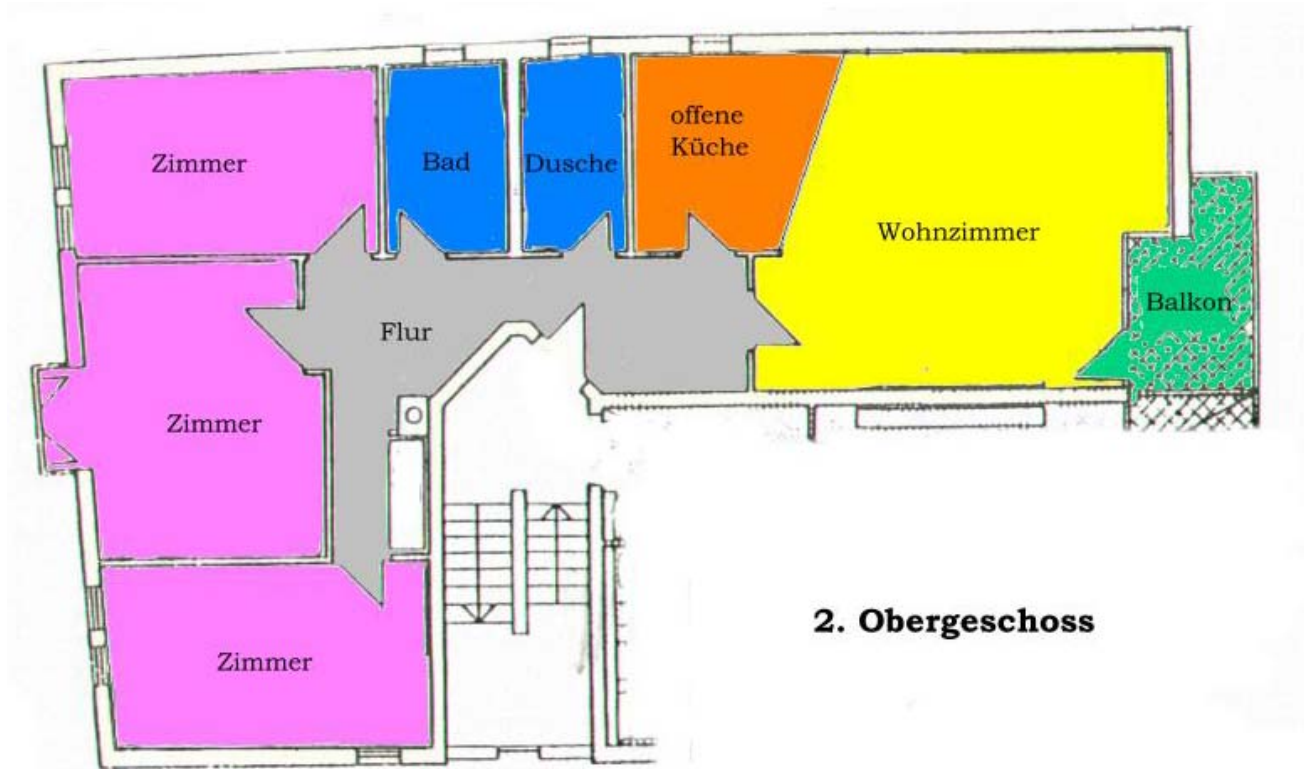 Zimmer
Bad
Dusche
offene
Küche
Wohnzimmer
Balkon
Flur
Zimmer
Zimmer
2. Obergeschoss